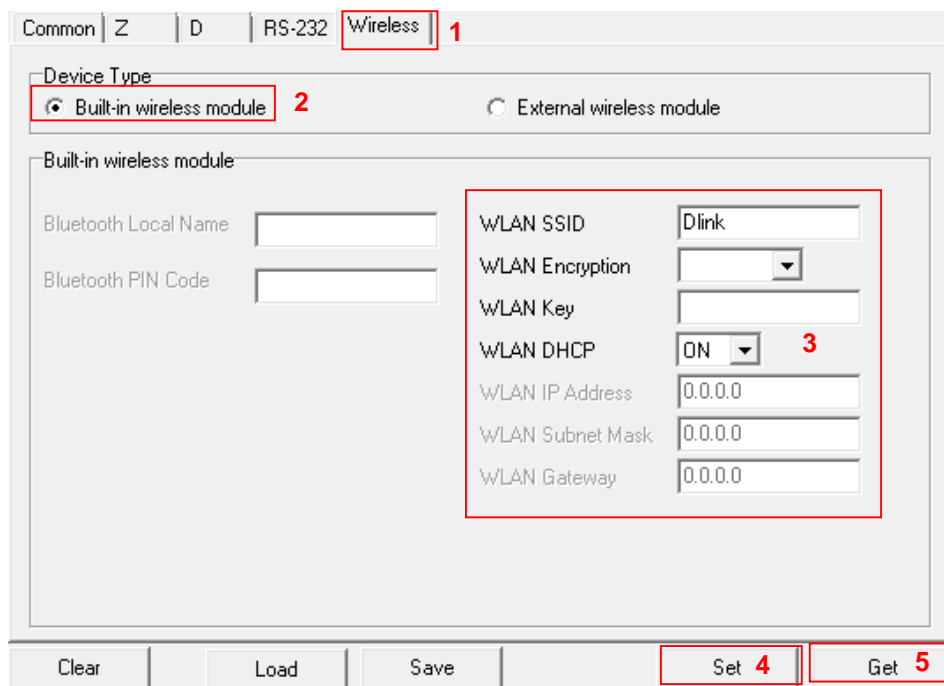 Common Z D RS-232 Wireless 1
Device Type
Built-in wireless module 2 External wireless module
Built-in wireless module
Bluetooth Local Name
Bluetooth PIN Code
WLAN SSID Dlink
WLAN Encryption
WLAN Key
WLAN DHCP ON 3
WLAN IP Address 0.0.0.0
WLAN Subnet Mask 0.0.0.0
WLAN Gateway 0.0.0.0
Clear Load Save Set 4 Get 5